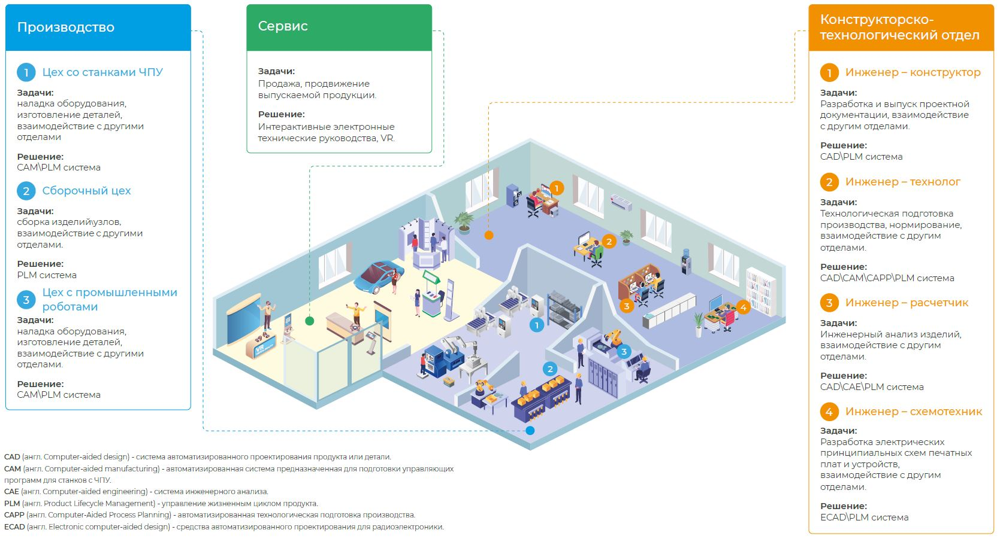 Производство
1 Цех со станками ЧПУ
Задачи:
наладка оборудования,
изготовление деталей,
взаимодействие с другими
отделами
Решение:
CAM\PLM система
2 Сборочный цех
Задачи:
сборка изделий\узлов,
взаимодействие с другими
отделами.
Решение:
PLM система
3 Цех с промышленными
роботами
Задачи:
наладка оборудования,
изготовление деталей,
взаимодействие с другими
отделами.
Решение:
CAM\PLM система
Сервис
Задачи:
Продажа, продвижение
выпускаемой продукции.
Решение:
Интерактивные электронные
технические руководства, VR.
Конструкторско-
технологический отдел
1 Инженер – конструктор
Задачи:
Разработка и выпуск проектной
документации, взаимодействие
с другим отделами.
Решение:
CAD\PLM система
2 Инженер – технолог
Задачи:
Технологическая подготовка
производства, нормирование,
взаимодействие с другим
отделами.
Решение:
CAD\CAM\CAPP\PLM система
3 Инженер – расчетчик
Задачи:
Инженерный анализ изделий,
взаимодействие с другим
отделами.
Решение:
CAD\CAE\PLM система
4 Инженер – схемотехник
Задачи:
Разработка электрических
принципиальных схем печатных
плат и устройств,
взаимодействие с другим
отделами.
Решение:
ECAD\PLM система
1
2
3
4
1
2
3
VR
CAD (англ. Computer-aided design) - система автоматизированного проектирования продукта или детали.
CAM (англ. Computer-aided manufacturing) - автоматизированная система предназначенная для подготовки управляющих
программ для станков с ЧПУ.
CAE (англ. Computer-aided engineering) - система инженерного анализа.
PLM (англ. Product Lifecycle Management) - управление жизненным циклом продукта.
CAPP (англ. Computer-Aided Process Planning) - автоматизированная технологическая подготовка производства.
ECAD (англ. Electronic computer-aided design) - средства автоматизированного проектирования для радиоэлектроники.